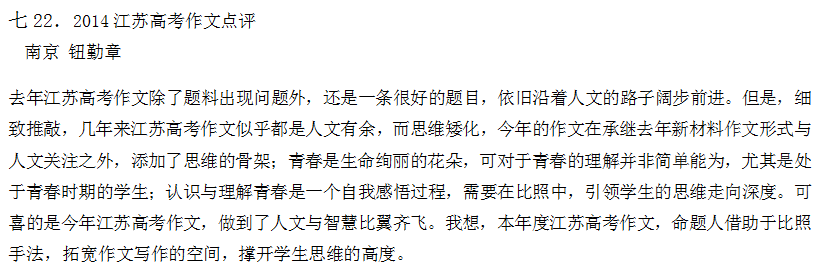 七 22．2014江苏高考作文点评
南京 钮勤章
去年江苏高考作文除了题料出现问题外，还是一条很好的题目，依旧沿着人文的路子阔步前进。但是，细
致推敲，几年来江苏高考作文似乎都是人文有余，而思维矮化，今年的作文在承继去年新材料作文形式与
人文关注之外，添加了思维的骨架；青春是生命绚丽的花朵，可对于青春的理解并非简单能为，尤其是处
于青春时期的学生；认识与理解青春是一个自我感悟过程，需要在比照中，引领学生的思维走向深度。可
喜的是今年江苏高考作文，做到了人文与智慧比翼齐飞。我想，本年度江苏高考作文，命题人借助于比照
手法，拓宽作文写作的空间，撑开学生思维的高度。